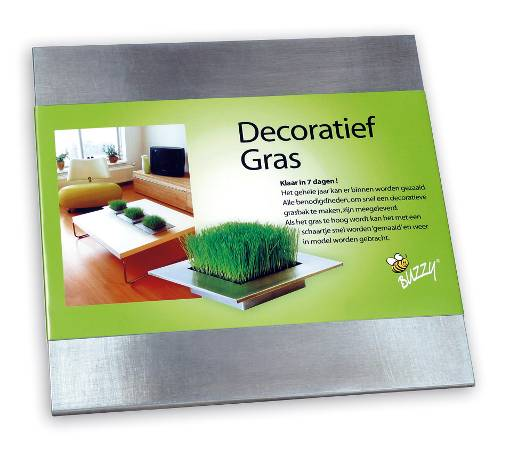 Decoratief
Gras
Klaar in 7 dagen!
Het gehele jaar kan er binnen worden gezaaid.
Alle benodigdheden, om snel een decoratieve
grasbak te maken, zijn meegeleverd.
Als het gras te hoog wordt kan het met een
schaartje snel worden 'gemaaid' en weer
in model worden gebracht.
BUZZY®